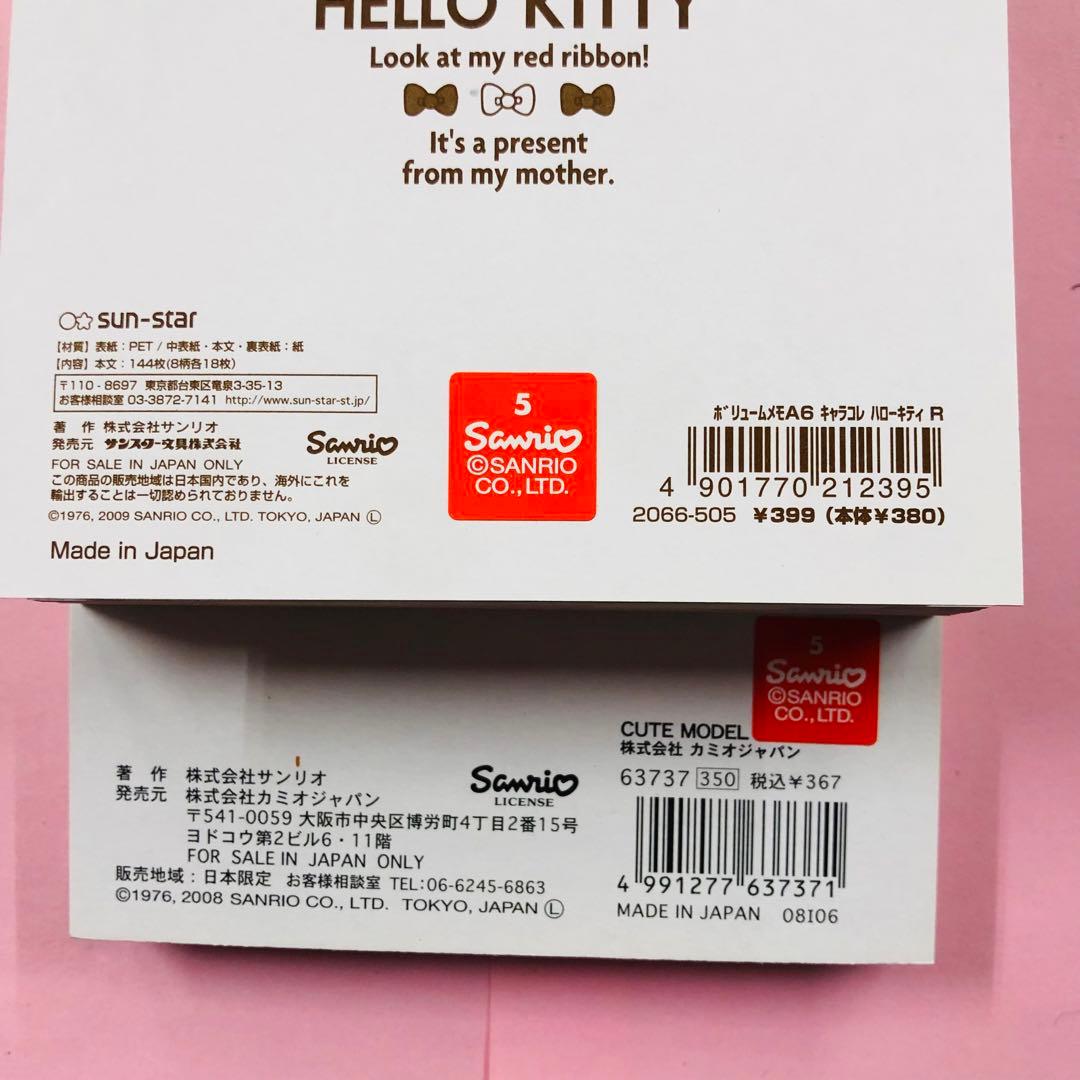 HELLO KITTY
Look at my red ribbon!
It's a present
from my mother.
sun-star
【材質】表紙：PET / 中表紙・本文・裏表紙：紙
【内容】本文：144枚(8柄各18枚)
〒110-8697 東京都台東区竜泉3-35-13
お客様相談室 03-3872-7141 http://www.sun-star-st.jp/
著 作 株式会社サンリオ
発売元 サンスター文具株式会社
FOR SALE IN JAPAN ONLY
この商品の販売地域は日本国内であり、海外にこれを
輸出することは一切認められておりません。
©1976, 2009 SANRIO CO., LTD. TOKYO, JAPAN Ⓛ
Made in Japan
Sanrio
LICENSE
5
Sanrio
©SANRIO
CO., LTD.
ボリュームメモA6 キャラコレ ハローキティ R
4 901770 212395
2066-505 ¥399 (本体¥380)
5
Sanrio
©SANRIO
CO., LTD.
CUTE MODEL
株式会社 カミオジャパン
63737 350 税込¥367
4 991277 637371
MADE IN JAPAN 08I06
著 作 株式会社サンリオ
発売元 株式会社カミオジャパン
〒541-0059 大阪市中央区博労町4丁目2番15号
ヨドコウ第2ビル6・11階
FOR SALE IN JAPAN ONLY
販売地域：日本限定 お客様相談室 TEL:06-6245-6863
©1976, 2008 SANRIO CO., LTD. TOKYO, JAPAN Ⓛ
Sanrio
LICENSE